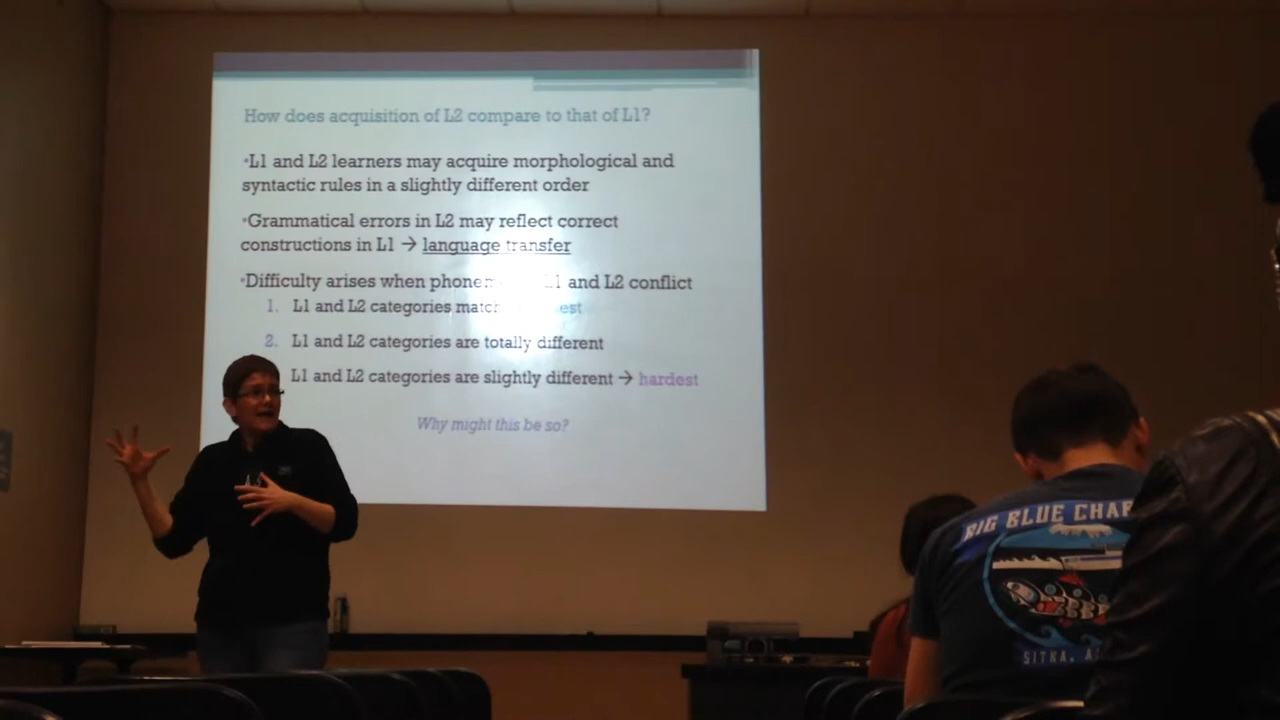 How does acquisition of L2 compare to that of L1?
•L1 and L2 learners may acquire morphological and
syntactic rules in a slightly different order
•Grammatical errors in L2 may reflect correct
constructions in L1 → language transfer
•Difficulty arises when L1 and L2 conflict
1. L1 and L2 categories match
2. L1 and L2 categories are totally different
L1 and L2 categories are slightly different → hardest
Why might this be so?
BIG BLUE
SITKA,